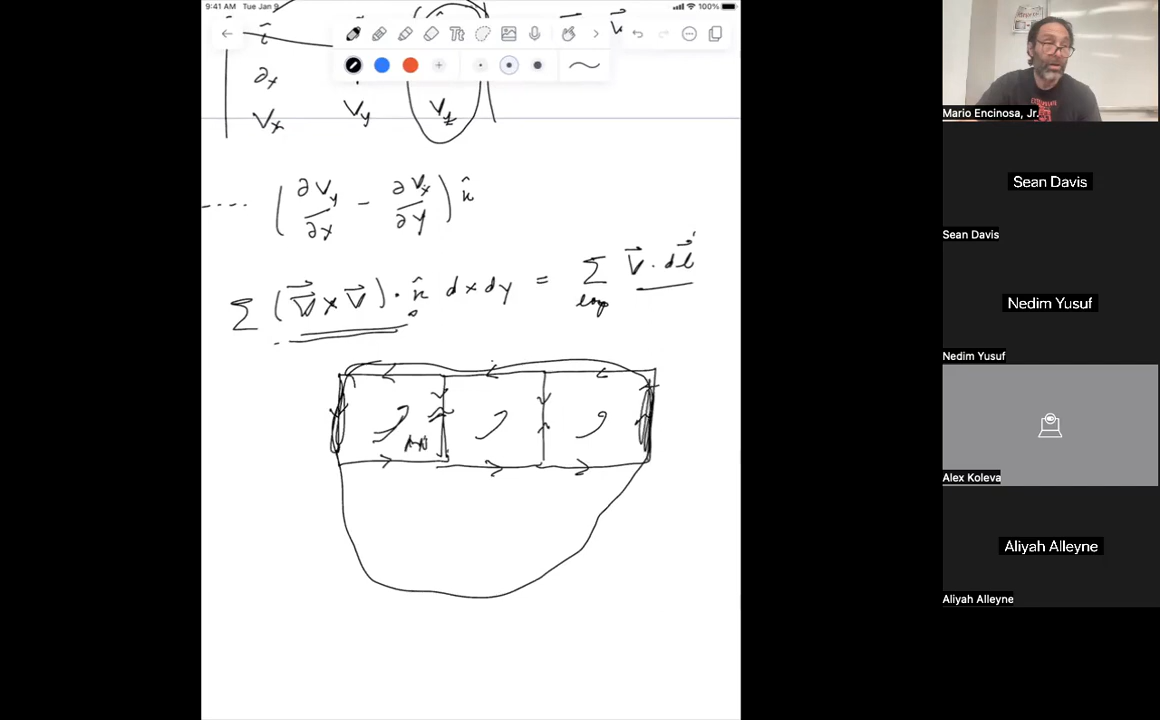 9:41 AM Tue Jan 9
100%
î
∂x
Vx Vy Vz
.... (∂Vy/∂x - ∂Vx/∂y) k̂
Σ (∇ × V) · k̂ dx dy = Σ V · dl
loop
Mario Encinosa, Jr.
Sean Davis
Sean Davis
Nedim Yusuf
Nedim Yusuf
Alex Koleva
Aliyah Alleyne
Aliyah Alleyne